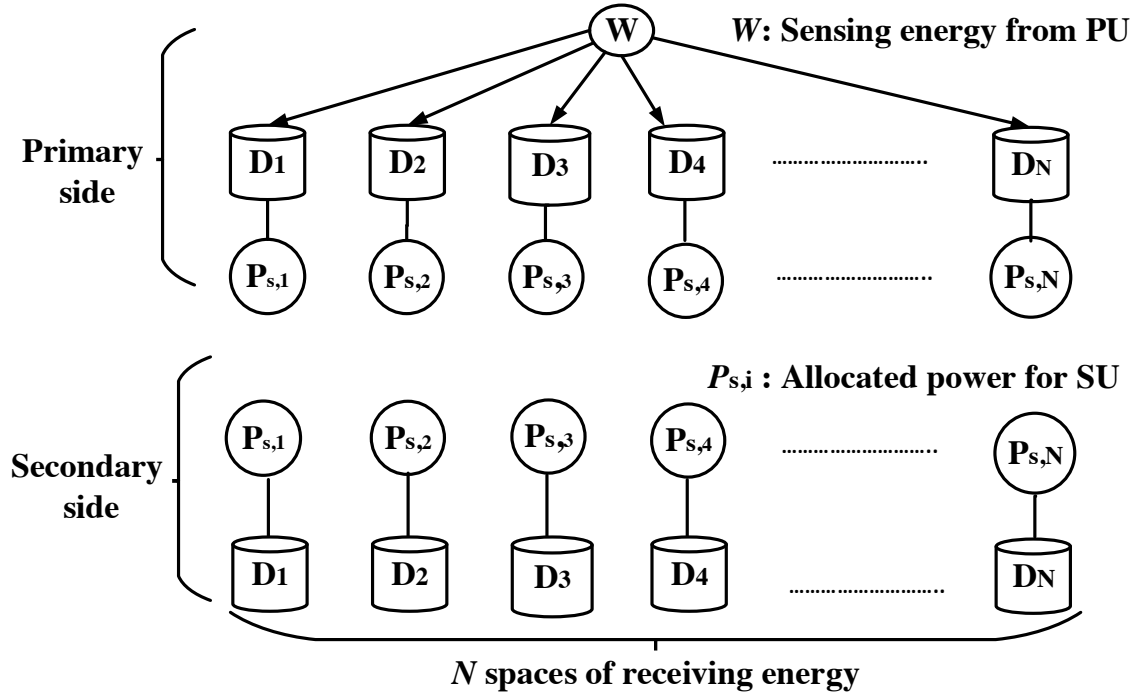 W
W: Sensing energy from PU
Primary
side
D1 D2 D3 D4 ........................... DN
Ps,1 Ps,2 Ps,3 Ps,4 ........................... Ps,N
Ps,i : Allocated power for SU
Secondary
side
Ps,1 Ps,2 Ps,3 Ps,4 ........................... Ps,N
D1 D2 D3 D4 ........................... DN
N spaces of receiving energy